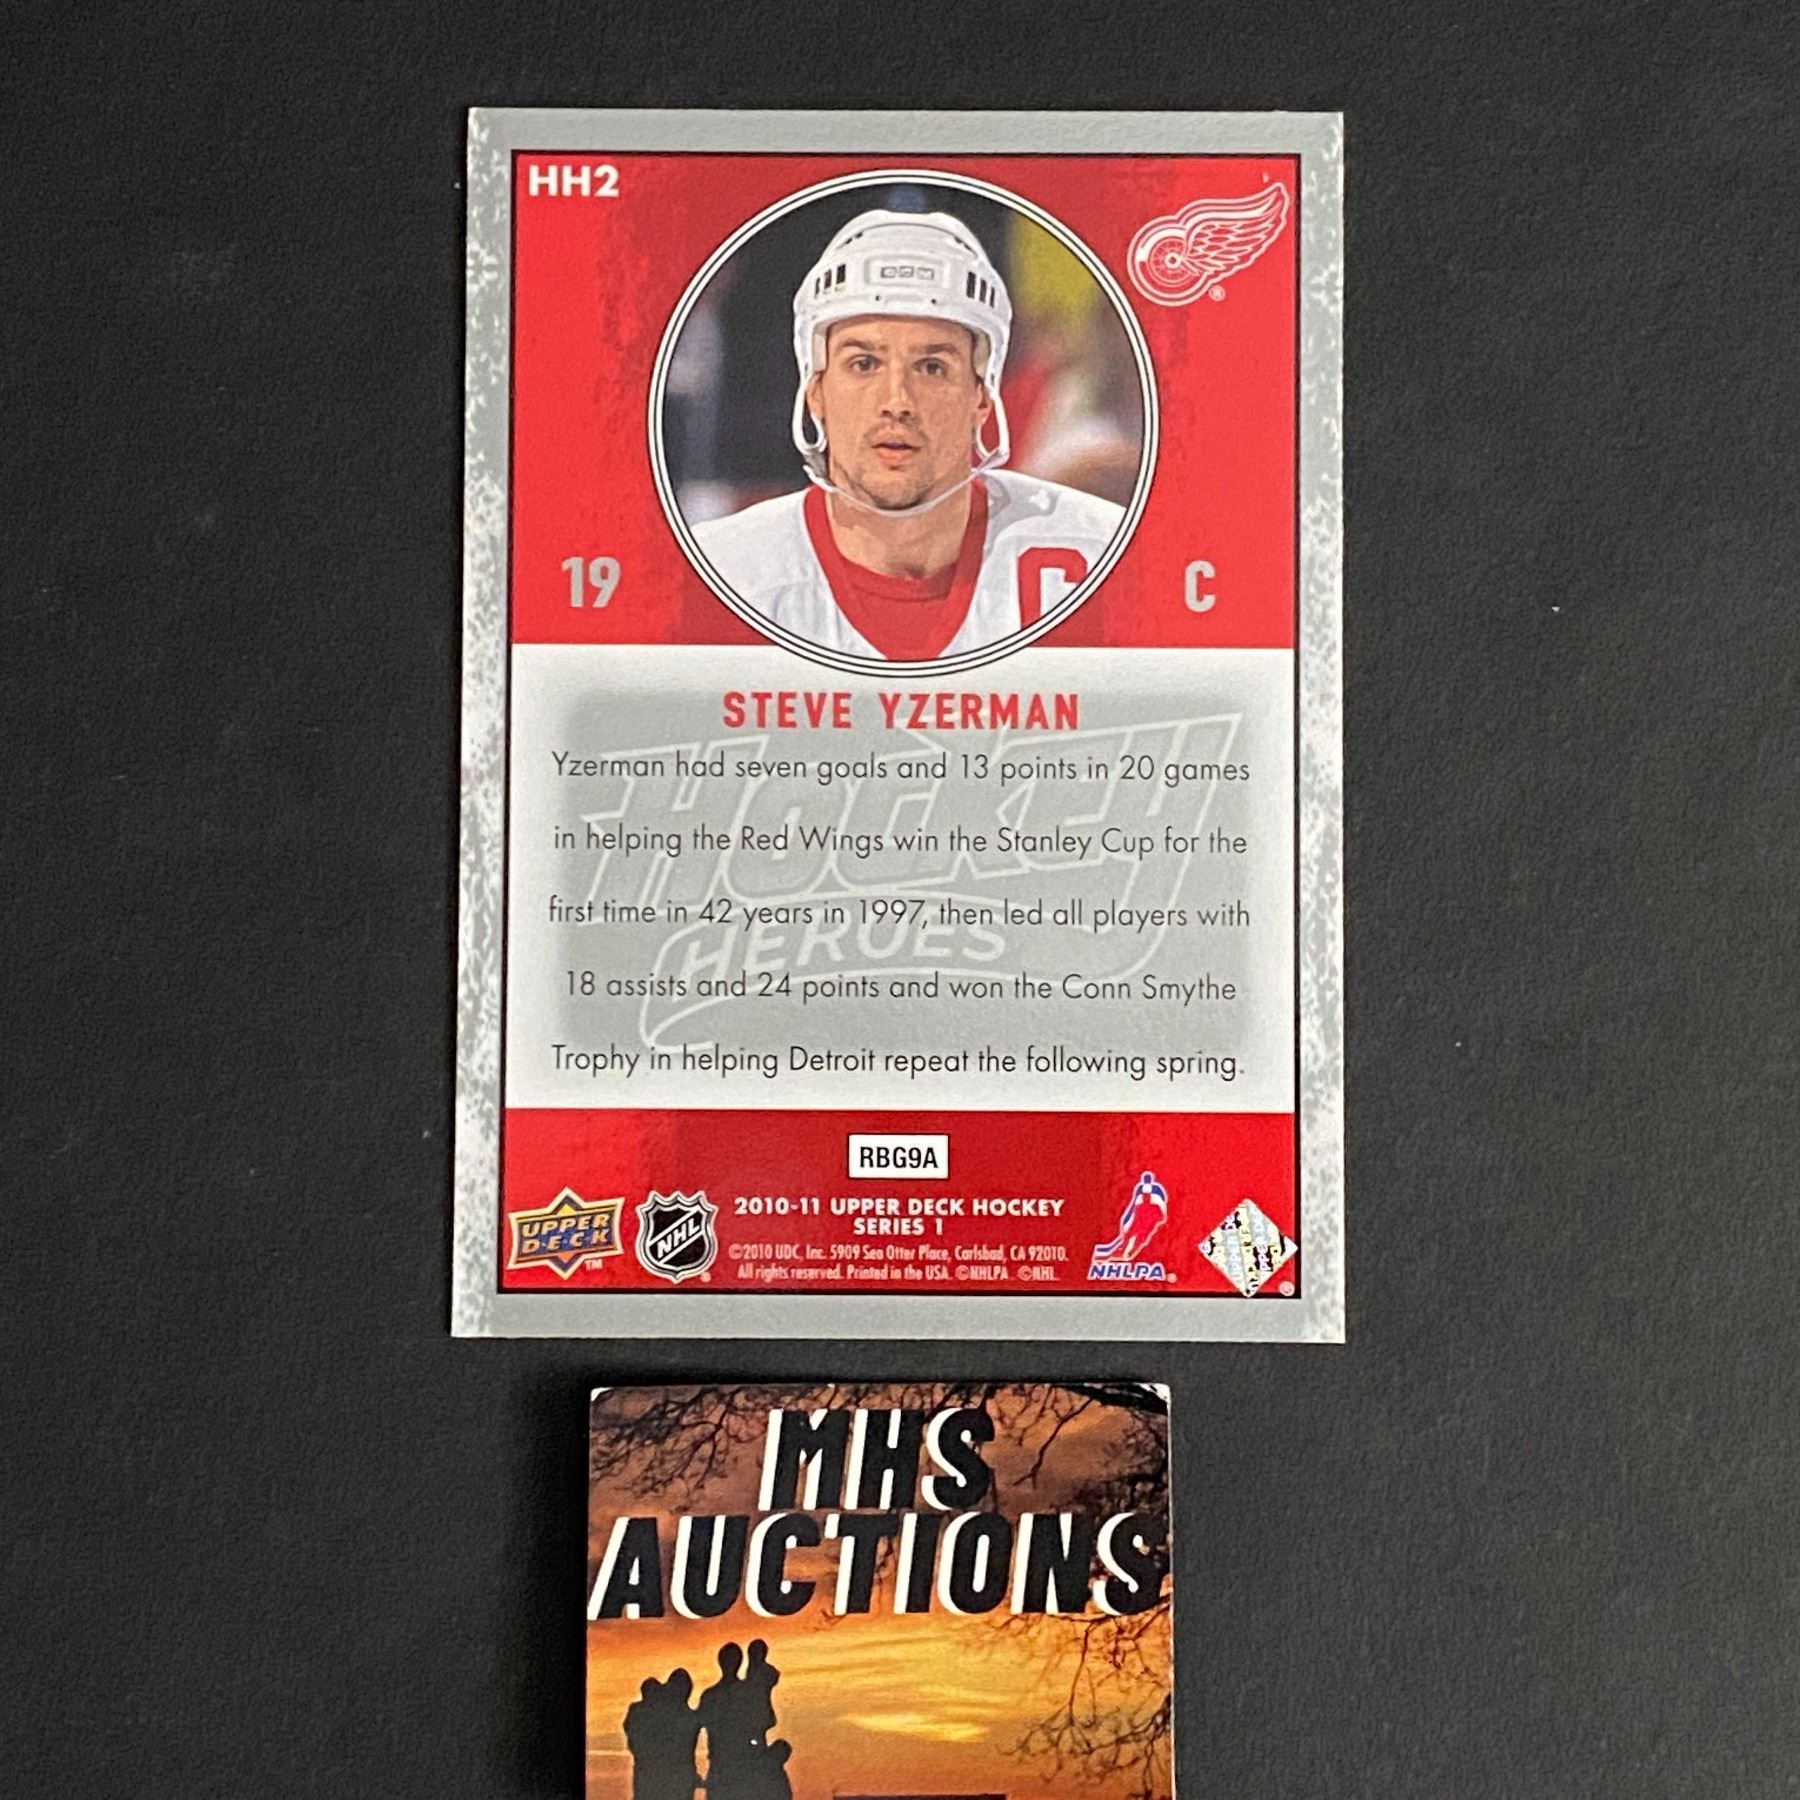 HH2
CCM
C
19
C
STEVE YZERMAN
Yzerman had seven goals and 13 points in 20 games
in helping the Red Wings win the Stanley Cup for the
first time in 42 years in 1997, then led all players with
18 assists and 24 points and won the Conn Smythe
Trophy in helping Detroit repeat the following spring.
HOCKEY
HEROES
RBG9A
2010-11 UPPER DECK HOCKEY
SERIES 1
©2010 UDC, Inc. 5909 Sea Otter Place, Carlsbad, CA 92010.
All rights reserved. Printed in the USA. ©NHLPA. ©NHL.
UPPER
DECK
TM
NHL
NHLPA
MHS
AUCTIONS